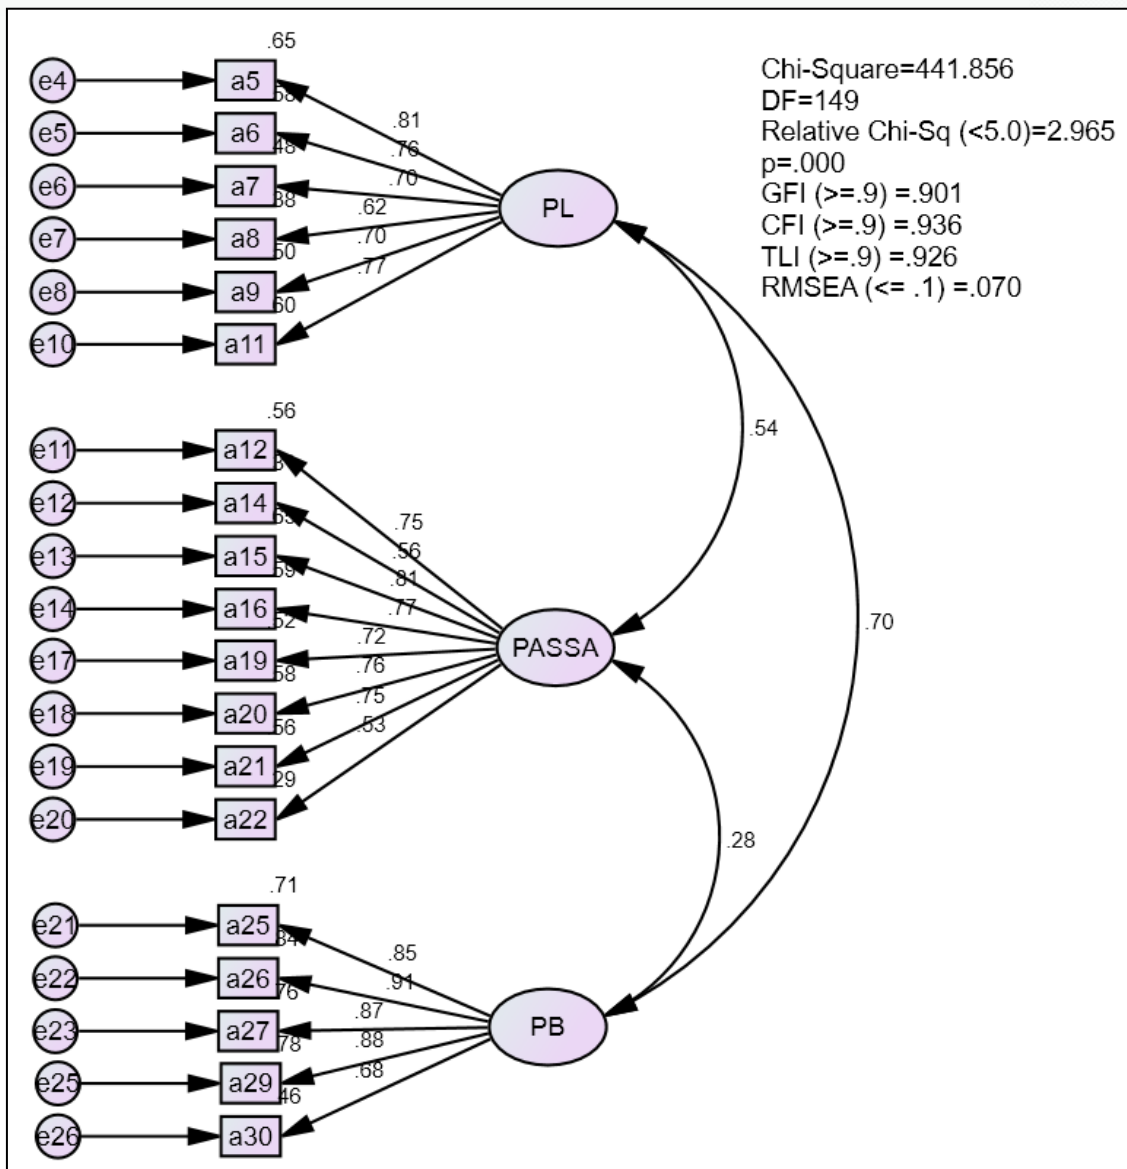 .65
e4 a5
.81
e5 a6
.76
e6 a7
.70
PL
e7 a8
.62
.70
e8 a9
.77
e10 a11
Chi-Square=441.856
DF=149
Relative Chi-Sq (<5.0)=2.965
p=.000
GFI (>=.9) =.901
CFI (>=.9) =.936
TLI (>=.9) =.926
RMSEA (<= .1) =.070
.54
.70
.28
.56
e11 a12
e12 a14
.75
.56
e13 a15
.81
.77
e14 a16
.72
PASSA
e17 a19
.76
.58
e18 a20
.75
.53
.56
e19 a21
.29
e20 a22
.71
e21 a25
.85
e22 a26
.91
.76
.87
PB
e23 a27
.78
.88
e25 a29
.68
.46
e26 a30